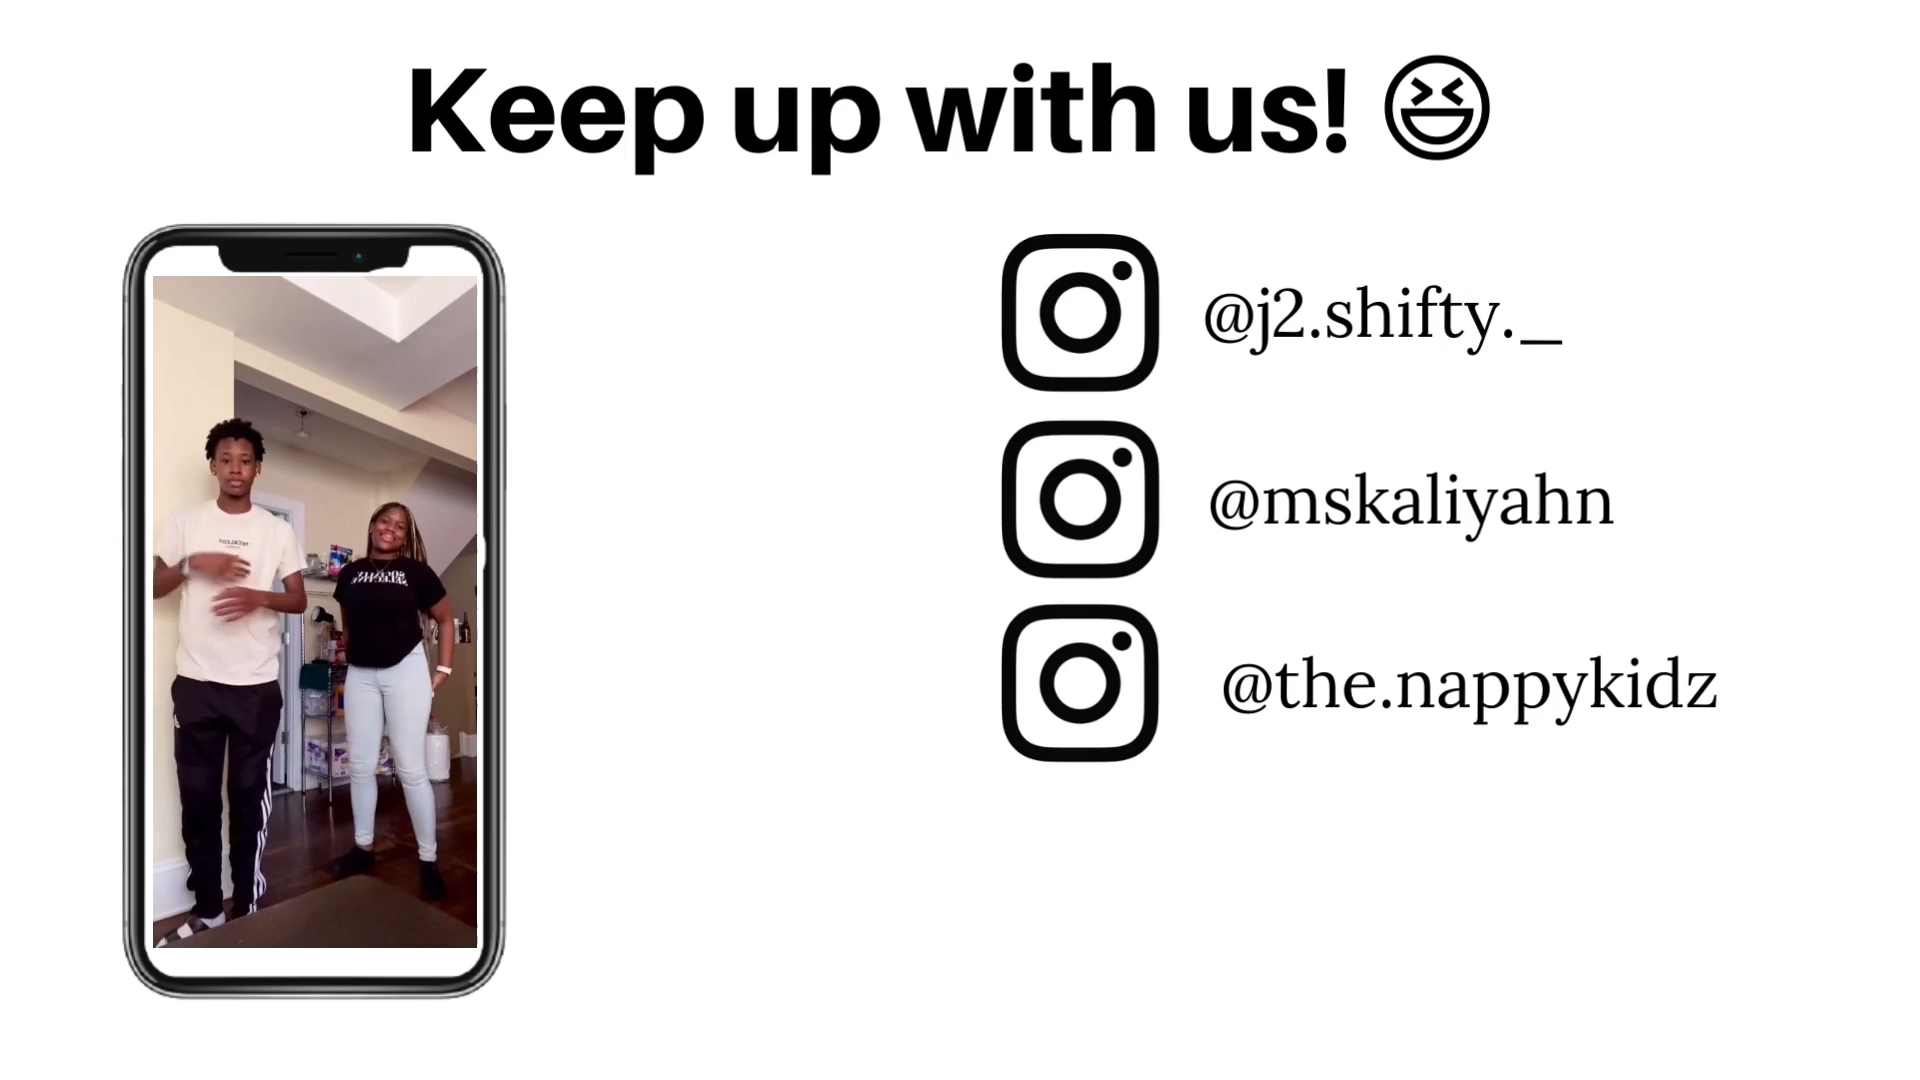 Keep up with us! 😆
@j2.shifty._
@mskaliyahn
@the.nappykidz